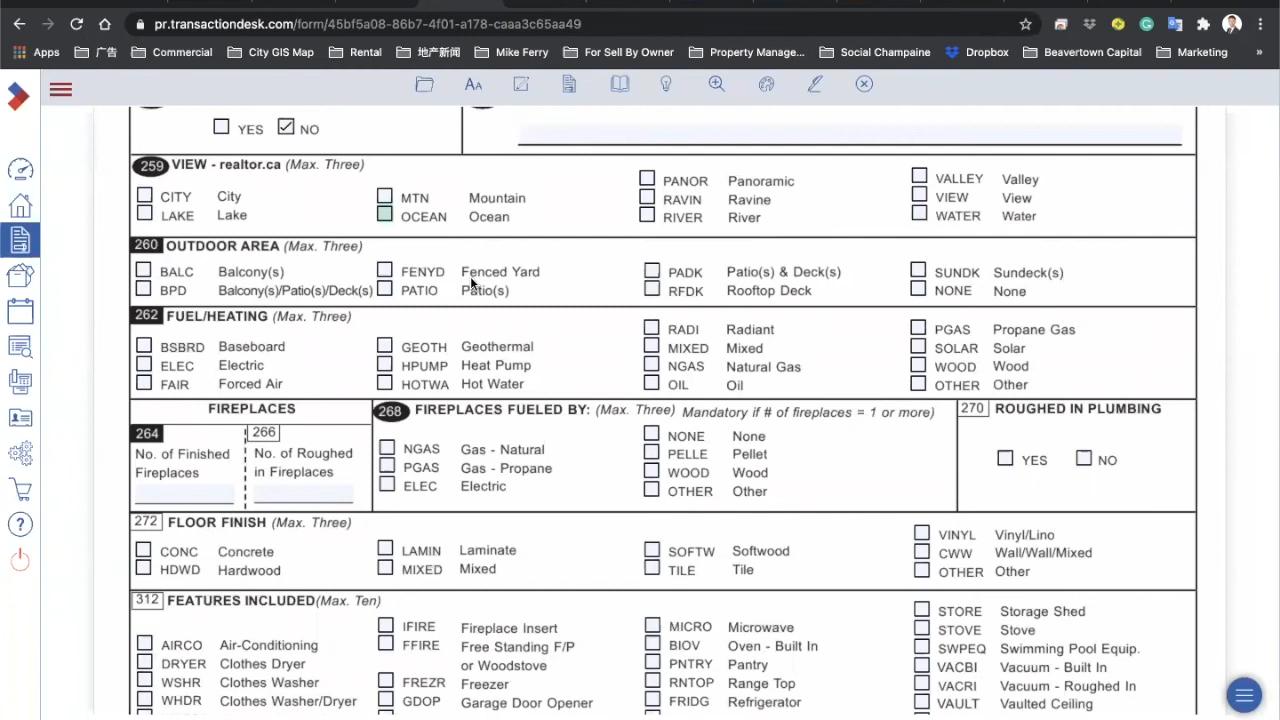 pr.transactiondesk.com/form/45bf5a08-86b7-4f01-a178-caaa3c65aa49
Apps 广告 Commercial City GIS Map Rental 地产新闻 Mike Ferry For Sell By Owner Property Manage... Social Champaine Dropbox Beavertown Capital Marketing »
YES NO
259 VIEW - realtor.ca (Max. Three)
CITY City MTN Mountain PANOR Panoramic VALLEY Valley
LAKE Lake OCEAN Ocean RAVIN Ravine VIEW View
RIVER River WATER Water
260 OUTDOOR AREA (Max. Three)
BALC Balcony(s) FENYD Fenced Yard PADK Patio(s) & Deck(s) SUNDK Sundeck(s)
BPD Balcony(s)/Patio(s)/Deck(s) PATIO Patio(s) RFDK Rooftop Deck NONE None
262 FUEL/HEATING (Max. Three)
RADI Radiant PGAS Propane Gas
BSBRD Baseboard GEOTH Geothermal MIXED Mixed SOLAR Solar
ELEC Electric HPUMP Heat Pump NGAS Natural Gas WOOD Wood
FAIR Forced Air HOTWA Hot Water OIL Oil OTHER Other
FIREPLACES 268 FIREPLACES FUELED BY: (Max. Three) Mandatory if # of fireplaces = 1 or more) 270 ROUGHED IN PLUMBING
264 266
No. of Finished No. of Roughed
Fireplaces in Fireplaces
NGAS Gas - Natural NONE None
PGAS Gas - Propane PELLE Pellet
ELEC Electric WOOD Wood
OTHER Other
YES NO
272 FLOOR FINISH (Max. Three)
VINYL Vinyl/Lino
CONC Concrete LAMIN Laminate SOFTW Softwood CWW Wall/Wall/Mixed
HDWD Hardwood MIXED Mixed TILE Tile OTHER Other
312 FEATURES INCLUDED(Max. Ten)
STORE Storage Shed
IFIRE Fireplace Insert MICRO Microwave STOVE Stove
AIRCO Air-Conditioning FFIRE Free Standing F/P BIOV Oven - Built In SWPEQ Swimming Pool Equip.
DRYER Clothes Dryer or Woodstove PNTRY Pantry VACBI Vacuum - Built In
WSHR Clothes Washer FREZR Freezer RNTOP Range Top VACRI Vacuum - Roughed In
WHDR Clothes Washer/Dryer GDOP Garage Door Opener FRIDG Refrigerator VAULT Vaulted Ceiling